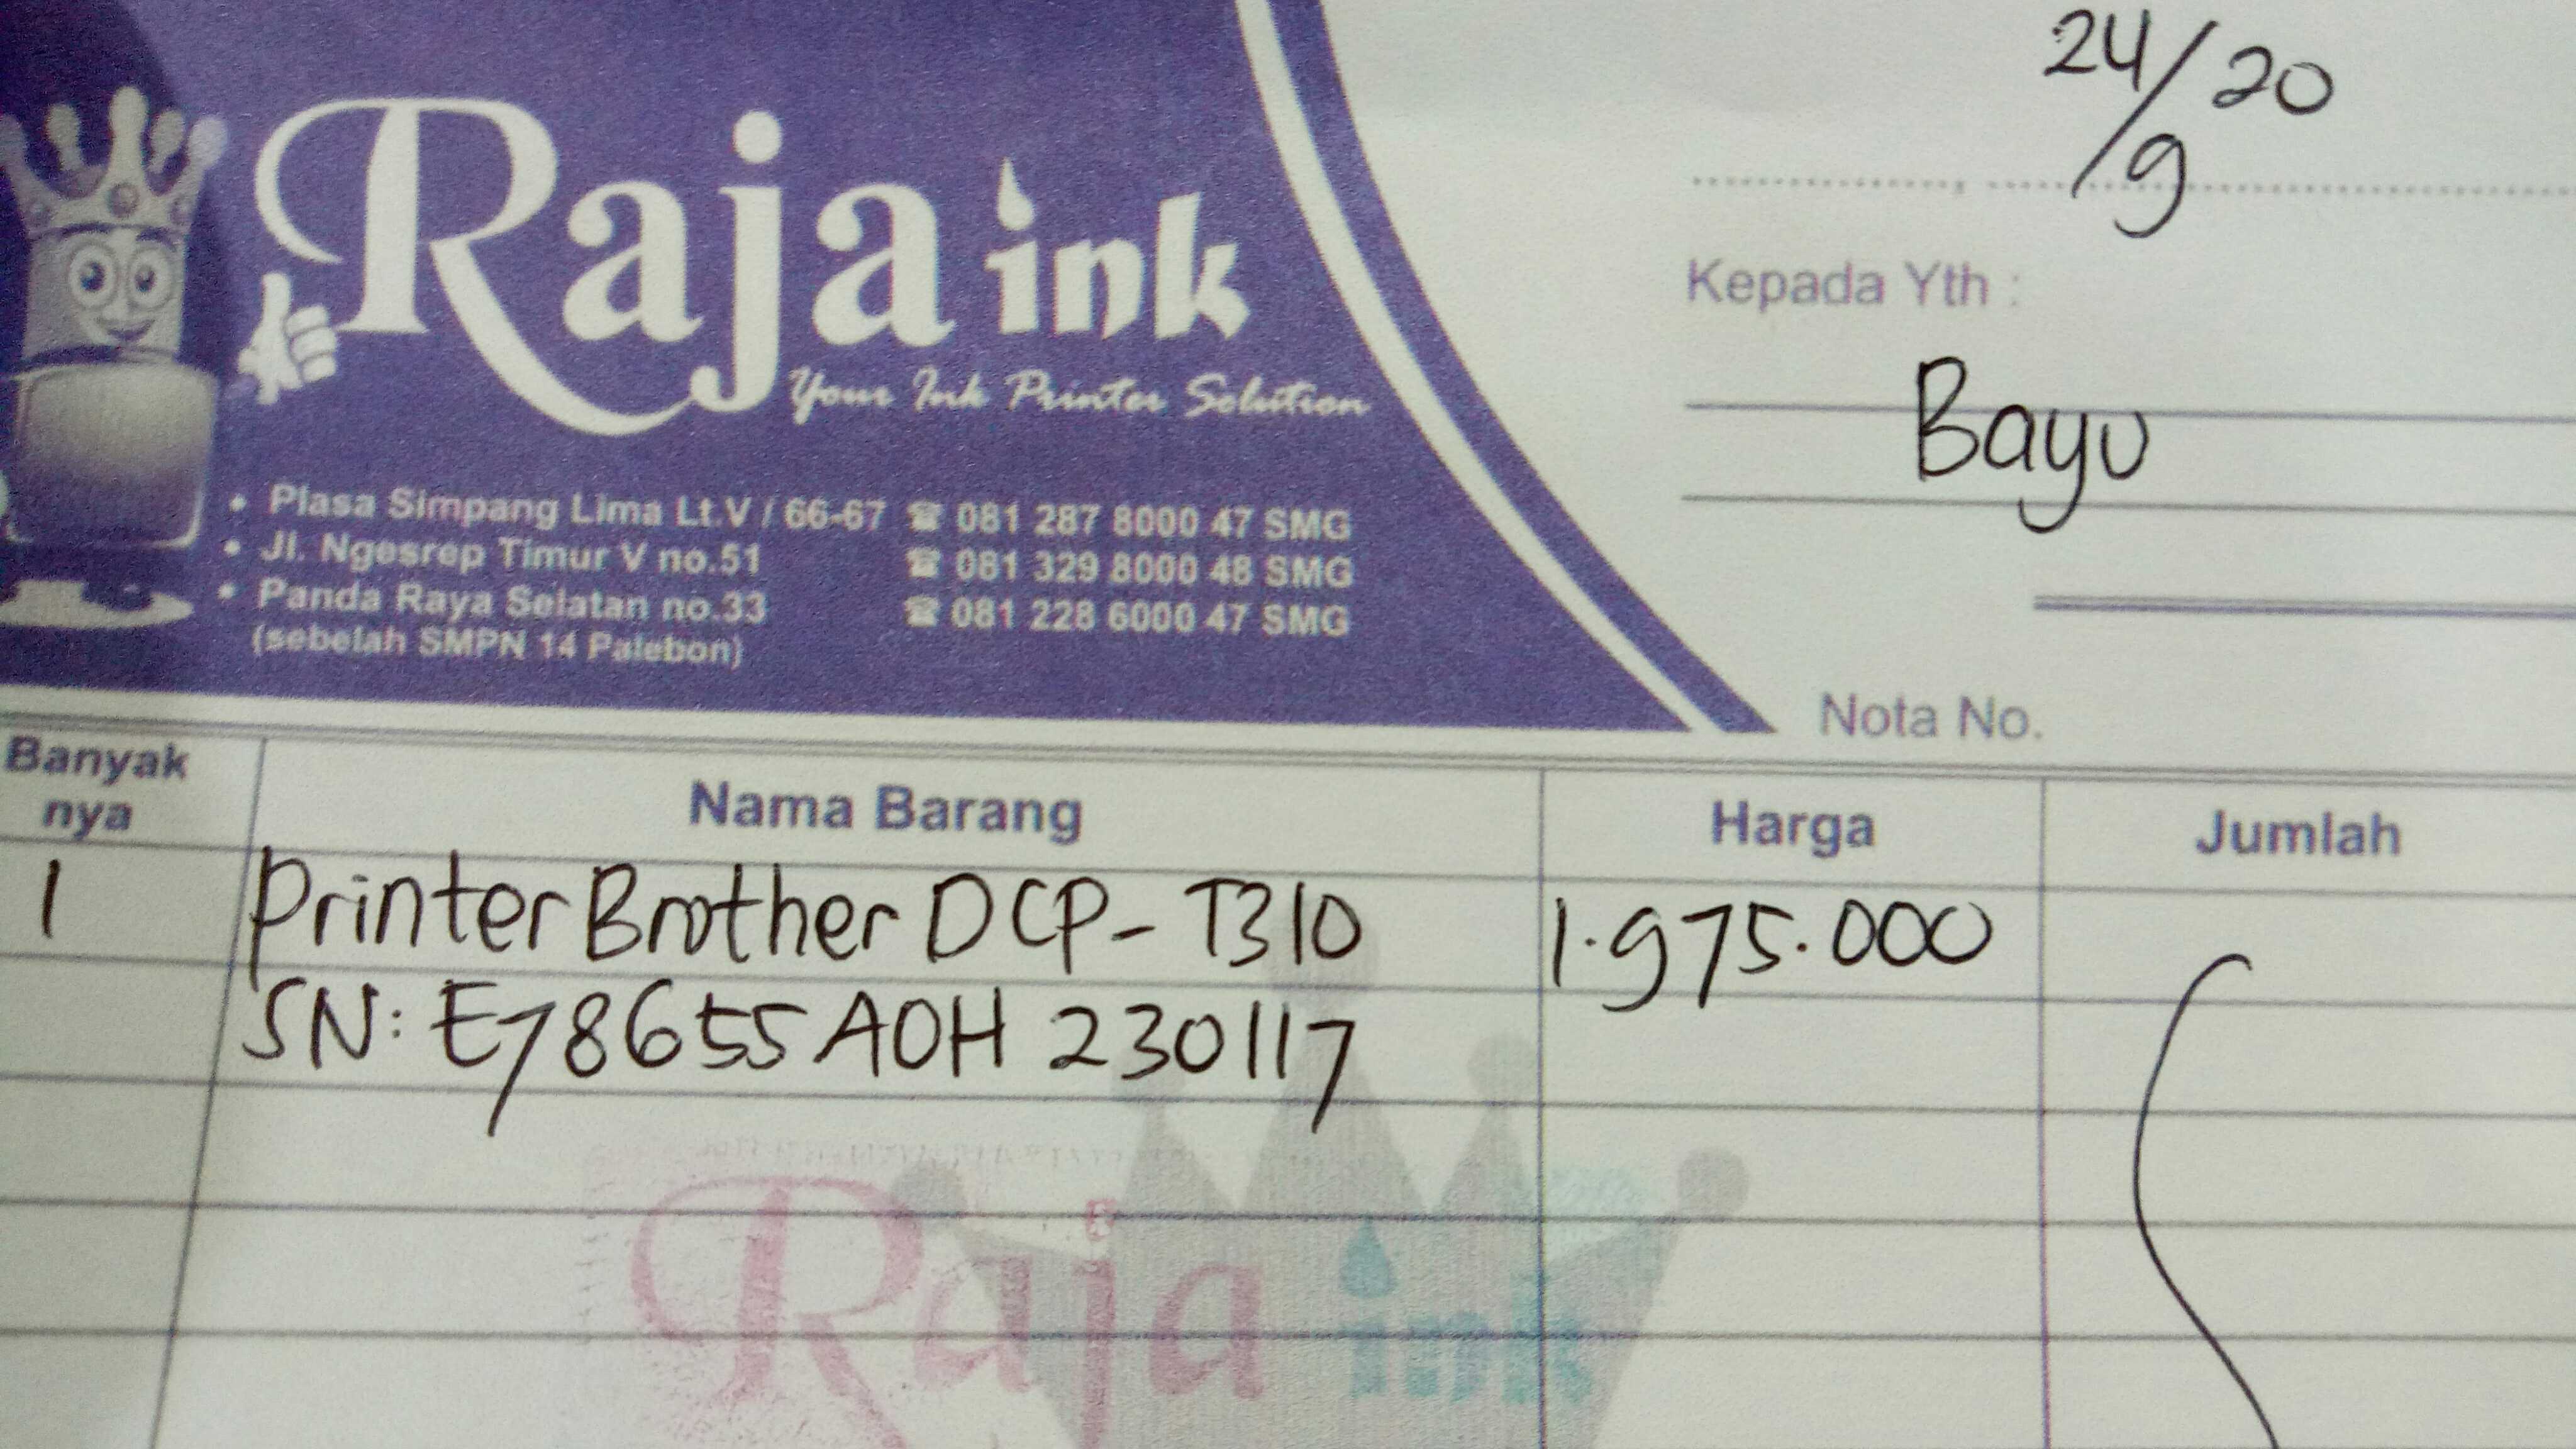 24/9 20
Raja ink
Your Ink Printer Solution
Kepada Yth :
Bayu
• Plasa Simpang Lima Lt.V / 66-67 ☎ 081 287 8000 47 SMG
• Jl. Ngesrep Timur V no.51 ☎ 081 329 8000 48 SMG
• Panda Raya Selatan no.33 ☎ 081 228 6000 47 SMG
(sebelah SMPN 14 Palebon)
Nota No.
Banyak nya Nama Barang Harga Jumlah
1 Printer Brother DCP-T310 1.975.000
SN: E78655A0H 230117
Raja ink